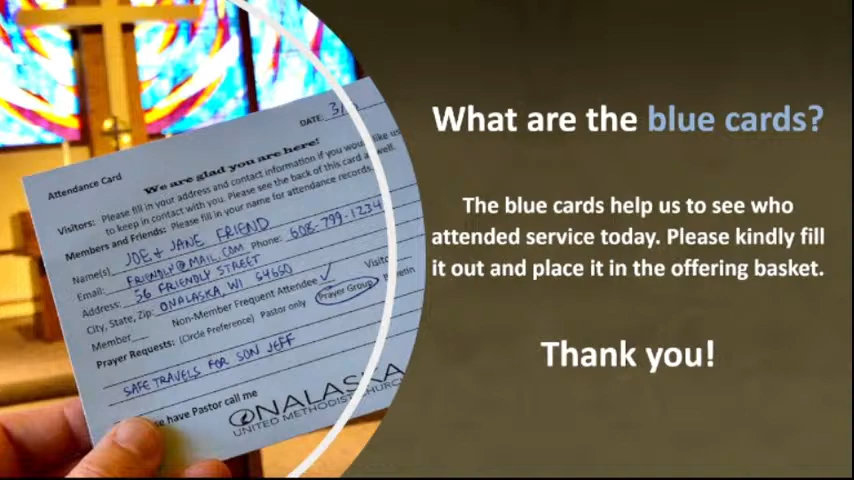 DATE: 3/
Attendance Card
We are glad you are here!
Visitors: Please fill in your address and contact information if you would like us
to keep in contact with you. Please see the back of this card as well.
Members and Friends: Please fill in your name for attendance records.
Name(s) JOE + JANE FRIEND
Email: FRIENDLY@MAIL.COM Phone: 608-799-1234
Address: 56 FRIENDLY STREET
City, State, Zip: ONALASKA, WI 54650
Member Non-Member Frequent Attendee ✓ Visito
Prayer Requests: (Circle Preference) Pastor only Prayer Group
SAFE TRAVELS FOR SON JEFF
se have Pastor call me
ONALASKA
UNITED METHODIST CHURCH
What are the blue cards?
The blue cards help us to see who
attended service today. Please kindly fill
it out and place it in the offering basket.
Thank you!